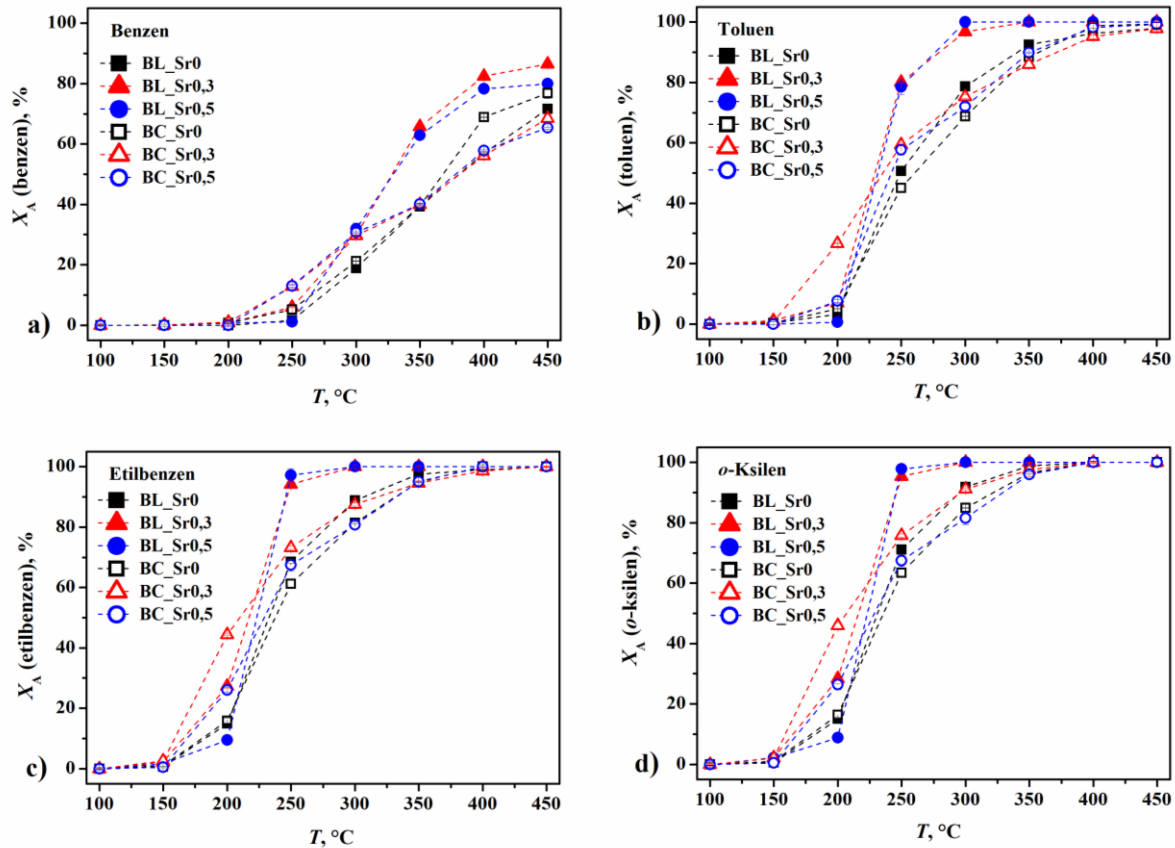 Benzen
BL_Sr0
BL_Sr0,3
BL_Sr0,5
BC_Sr0
BC_Sr0,3
BC_Sr0,5
X_A (benzen), %
100
80
60
40
20
0
a)
100 150 200 250 300 350 400 450
T, °C
Toluen
BL_Sr0
BL_Sr0,3
BL_Sr0,5
BC_Sr0
BC_Sr0,3
BC_Sr0,5
X_A (toluen), %
100
80
60
40
20
0
b)
100 150 200 250 300 350 400 450
T, °C
Etilbenzen
BL_Sr0
BL_Sr0,3
BL_Sr0,5
BC_Sr0
BC_Sr0,3
BC_Sr0,5
X_A (etilbenzen), %
100
80
60
40
20
0
c)
100 150 200 250 300 350 400 450
T, °C
o-Ksilen
BL_Sr0
BL_Sr0,3
BL_Sr0,5
BC_Sr0
BC_Sr0,3
BC_Sr0,5
X_A (o-ksilen), %
100
80
60
40
20
0
d)
100 150 200 250 300 350 400 450
T, °C